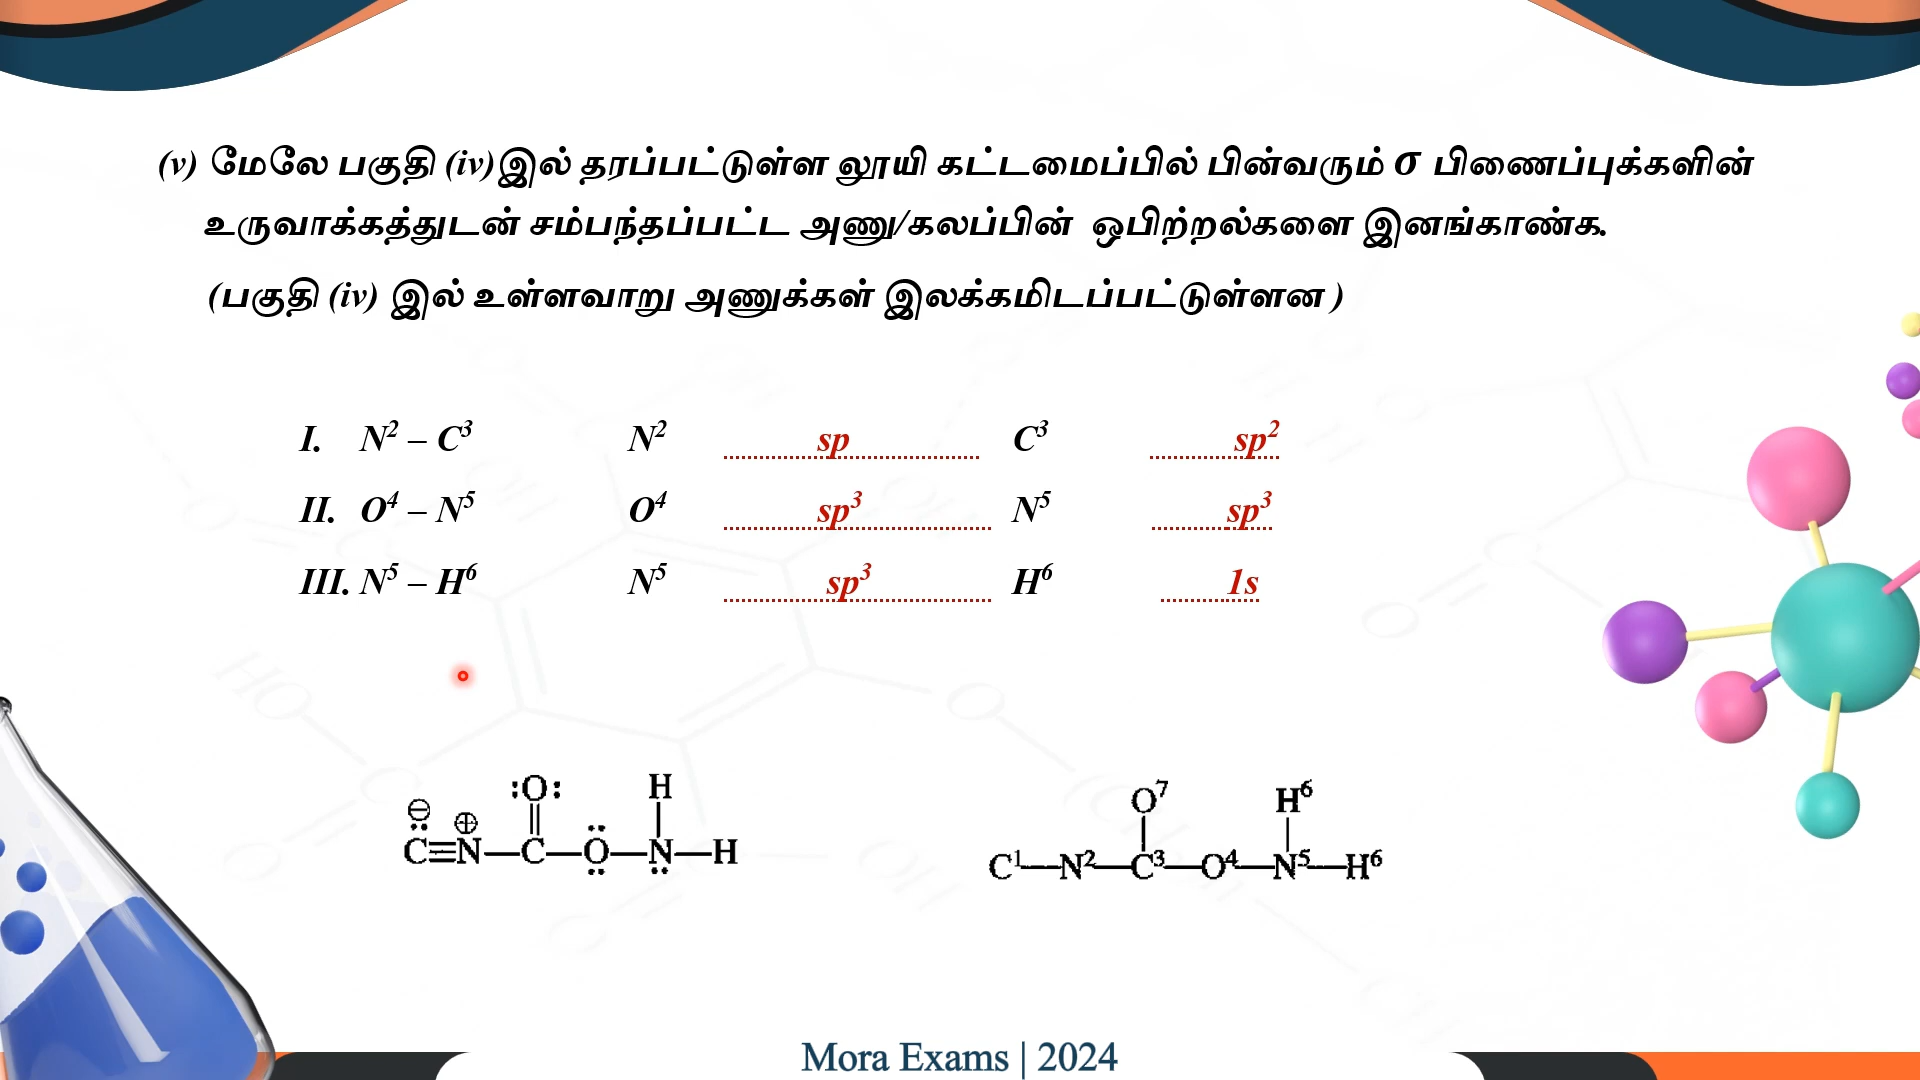 (v) மேலே பகுதி (iv)இல் தரப்பட்டுள்ள லூயி கட்டமைப்பில் பின்வரும் σ பிணைப்புக்களின்
உருவாக்கத்துடன் சம்பந்தப்பட்ட அணு/கலப்பின் ஒபிற்றல்களை இனங்காண்க.
(பகுதி (iv) இல் உள்ளவாறு அணுக்கள் இலக்கமிடப்பட்டுள்ளன )
I. N² – C³ N² sp C³ sp²
II. O⁴ – N⁵ O⁴ sp³ N⁵ sp³
III. N⁵ – H⁶ N⁵ sp³ H⁶ 1s
:O: H
⊖ ⊕
C≡N—C—O—N—H
O⁷ H⁶
C¹—N²—C³—O⁴—N⁵—H⁶
Mora Exams | 2024